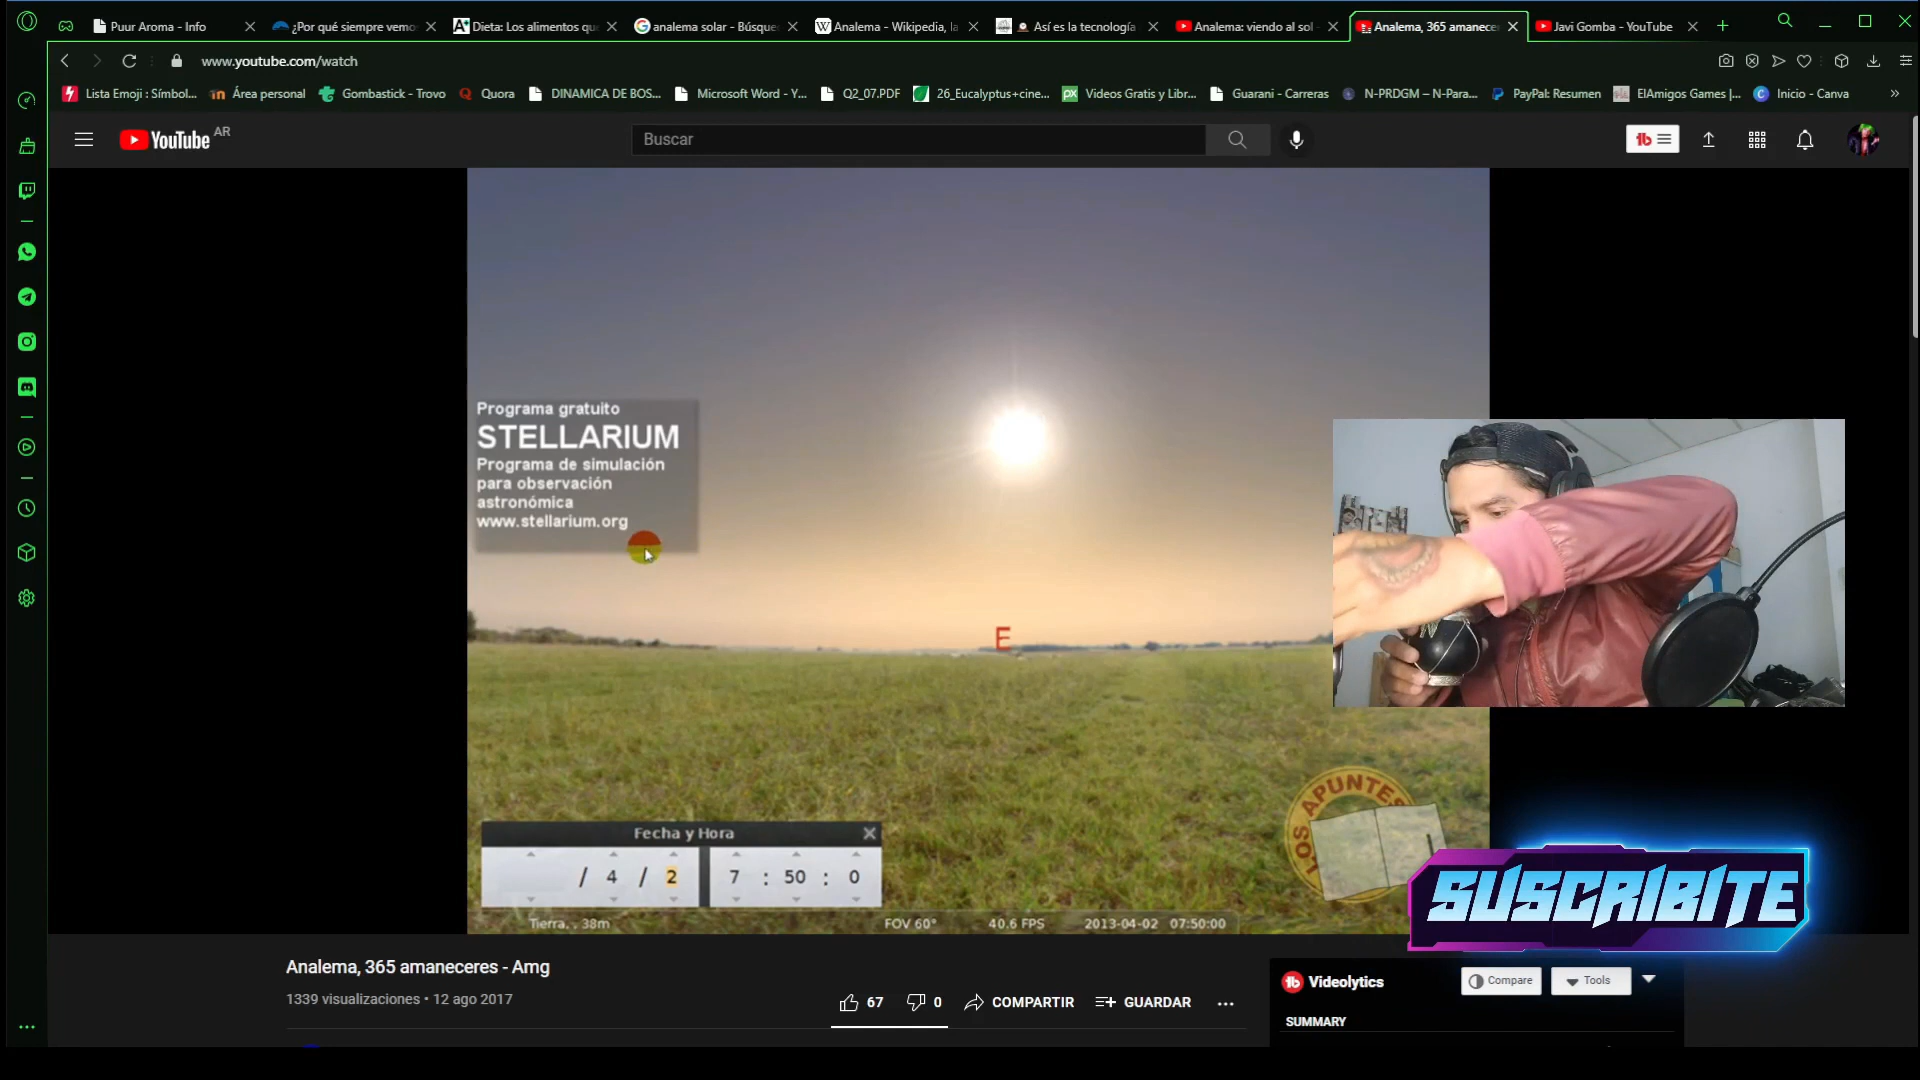 Puur Aroma - Info
¿Por qué siempre vemo
Dieta: Los alimentos qu
analema solar - Búsque
Analema - Wikipedia, la
Así es la tecnología
Analema: viendo al sol -
Analema, 365 amanece
Javi Gomba - YouTube
www.youtube.com/watch
Lista Emoji : Símbol...
Área personal
Gombastick - Trovo
Quora
DINAMICA DE BOS...
Microsoft Word - Y...
Q2_07.PDF
26_Eucalyptus+cine...
Videos Gratis y Libr...
Guarani - Carreras
N-PRDGM – N-Para...
PayPal: Resumen
ElAmigos Games |...
Inicio - Canva
YouTube AR
Buscar
Programa gratuito
STELLARIUM
Programa de simulación
para observación
astronómica
www.stellarium.org
E
LOS APUNTES
Fecha y Hora
/ 4 / 2 7 : 50 : 0
Tierra, , 38m FOV 60° 40.6 FPS 2013-04-02 07:50:00
SUSCRIBITE
Analema, 365 amaneceres - Amg
1339 visualizaciones • 12 ago 2017
67 0 COMPARTIR GUARDAR
Videolytics Compare Tools
SUMMARY